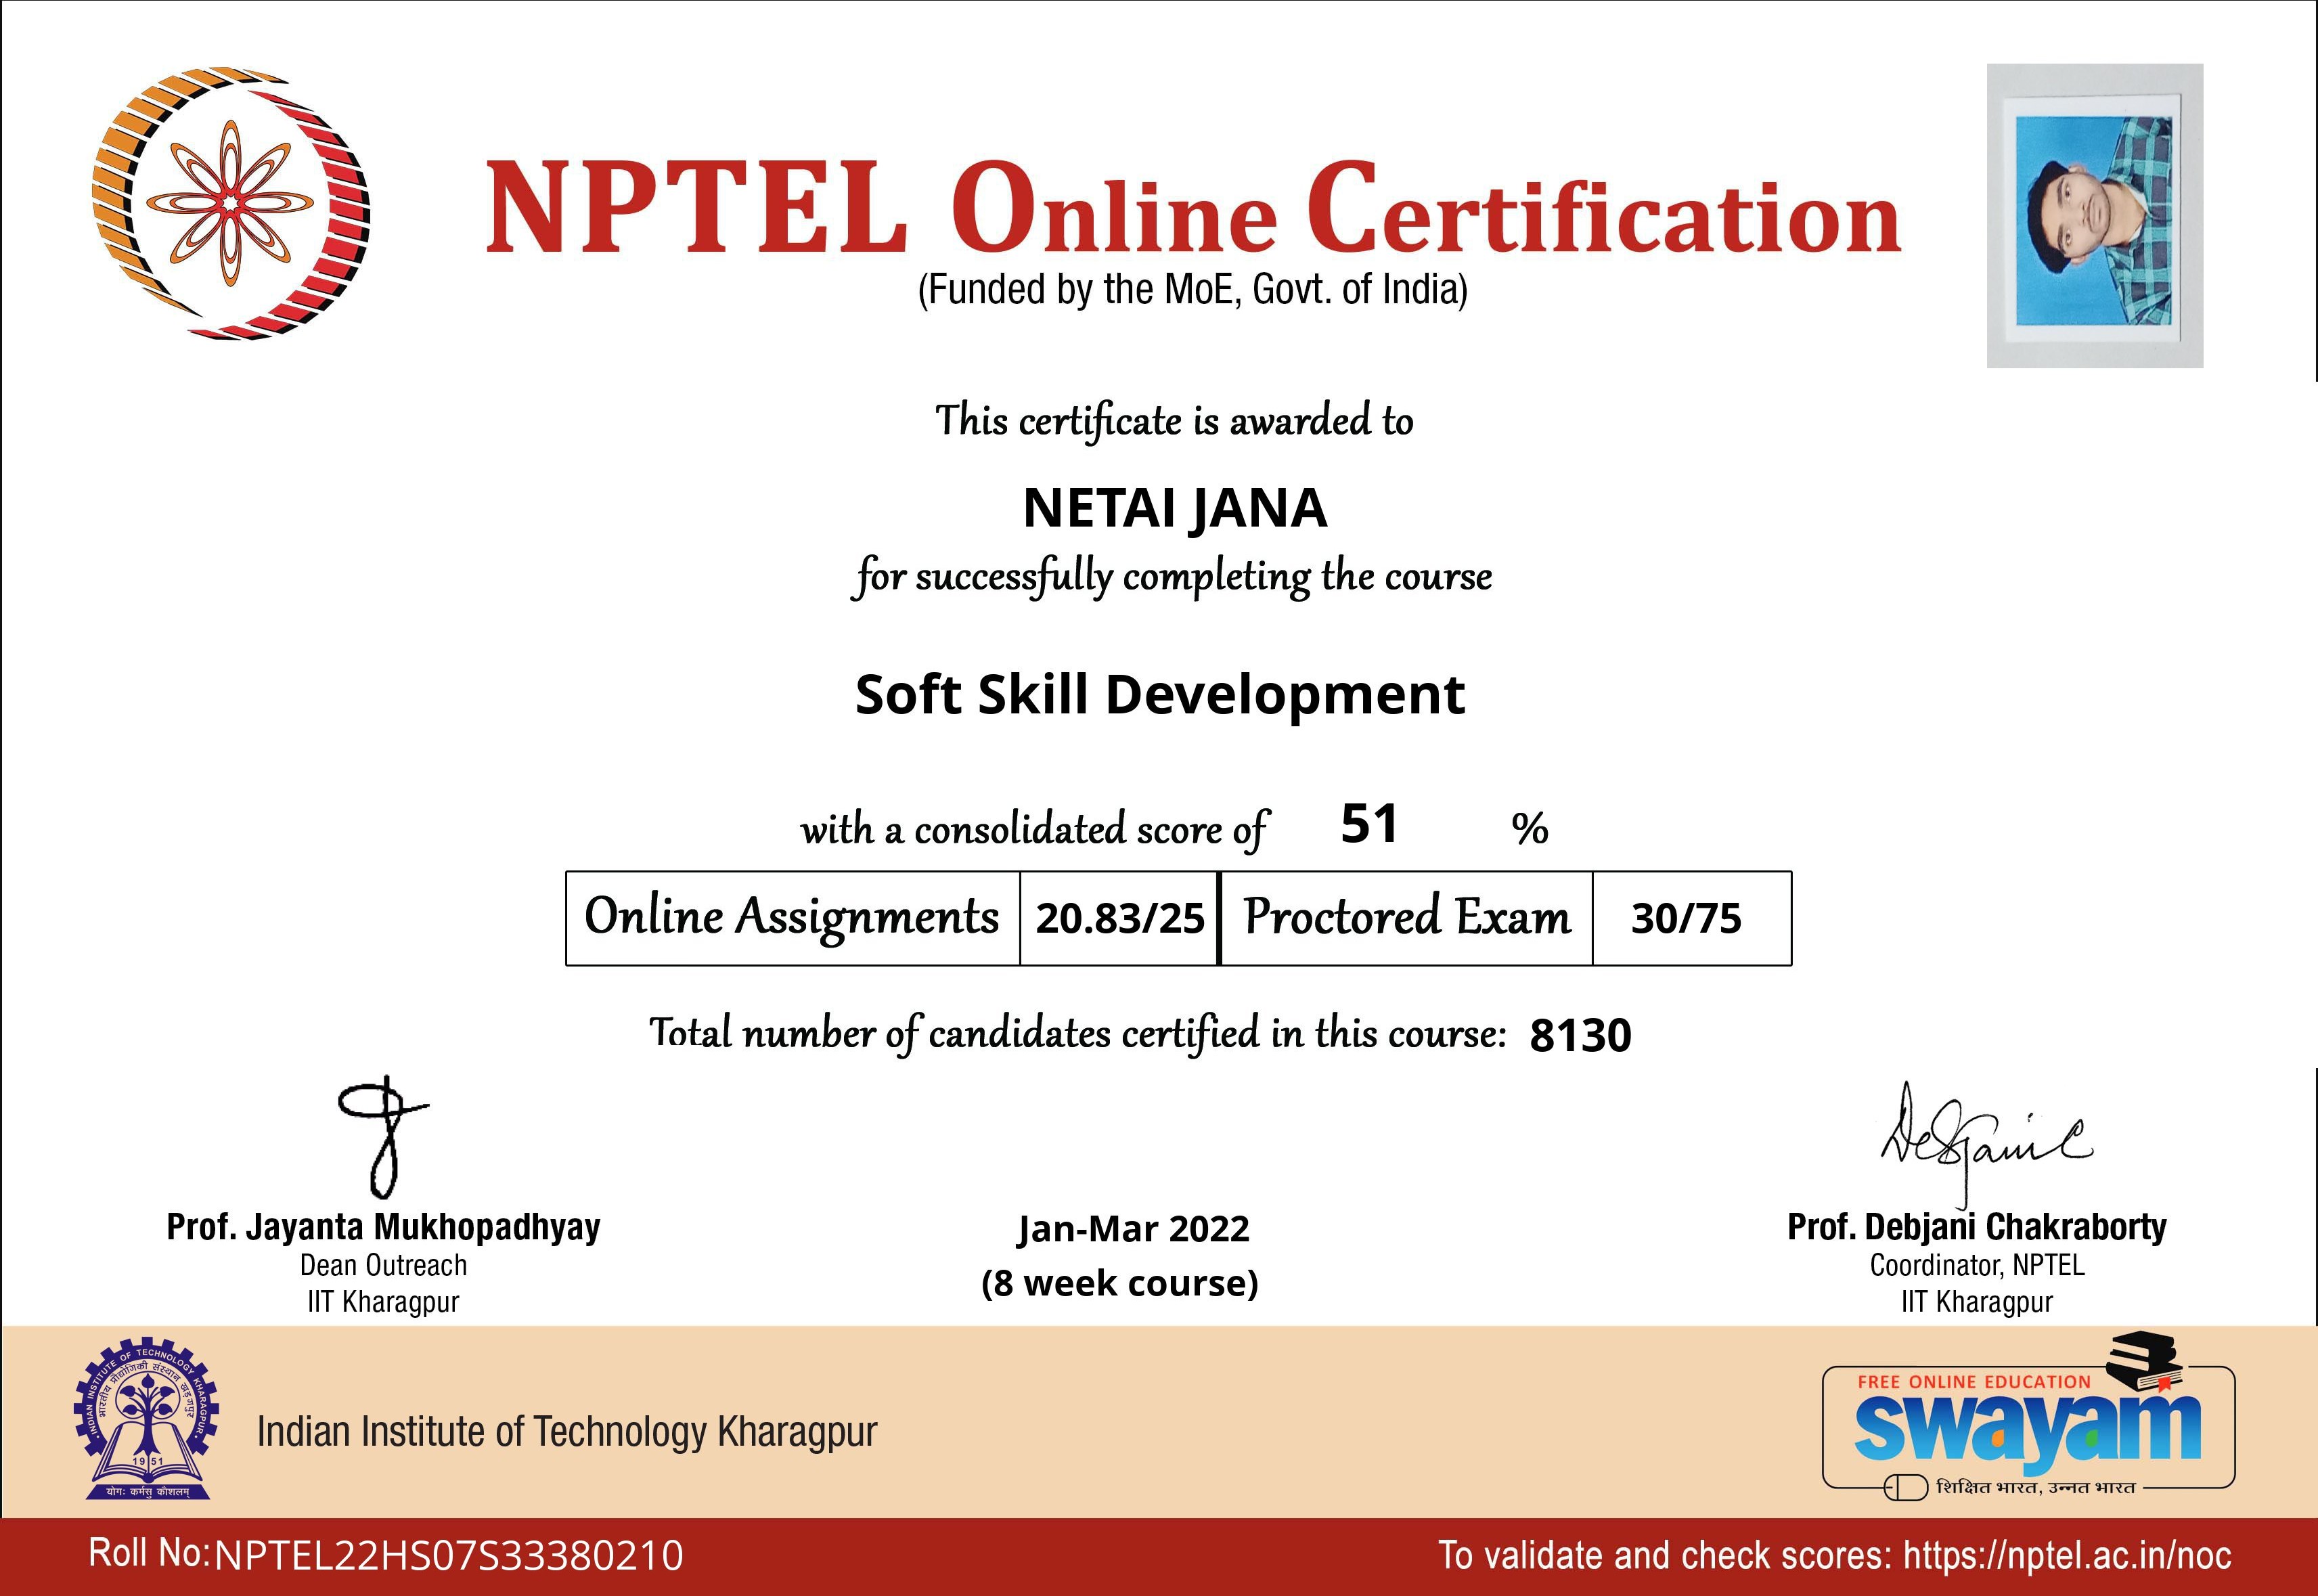 NPTEL Online Certification
(Funded by the MoE, Govt. of India)
This certificate is awarded to
NETAI JANA
for successfully completing the course
Soft Skill Development
with a consolidated score of 51 %
Online Assignments 20.83/25 Proctored Exam 30/75
Total number of candidates certified in this course: 8130
Debjani C
Prof. Jayanta Mukhopadhyay
Dean Outreach
IIT Kharagpur
Jan-Mar 2022
(8 week course)
Prof. Debjani Chakraborty
Coordinator, NPTEL
IIT Kharagpur
INDIAN INSTITUTE OF TECHNOLOGY KHARAGPUR
भारतीय प्रौद्योगिकी संस्थान खड़गपुर
1951
योगः कर्मसु कौशलम्
Indian Institute of Technology Kharagpur
FREE ONLINE EDUCATION
swayam
शिक्षित भारत, उन्नत भारत
Roll No:NPTEL22HS07S33380210
To validate and check scores: https://nptel.ac.in/noc